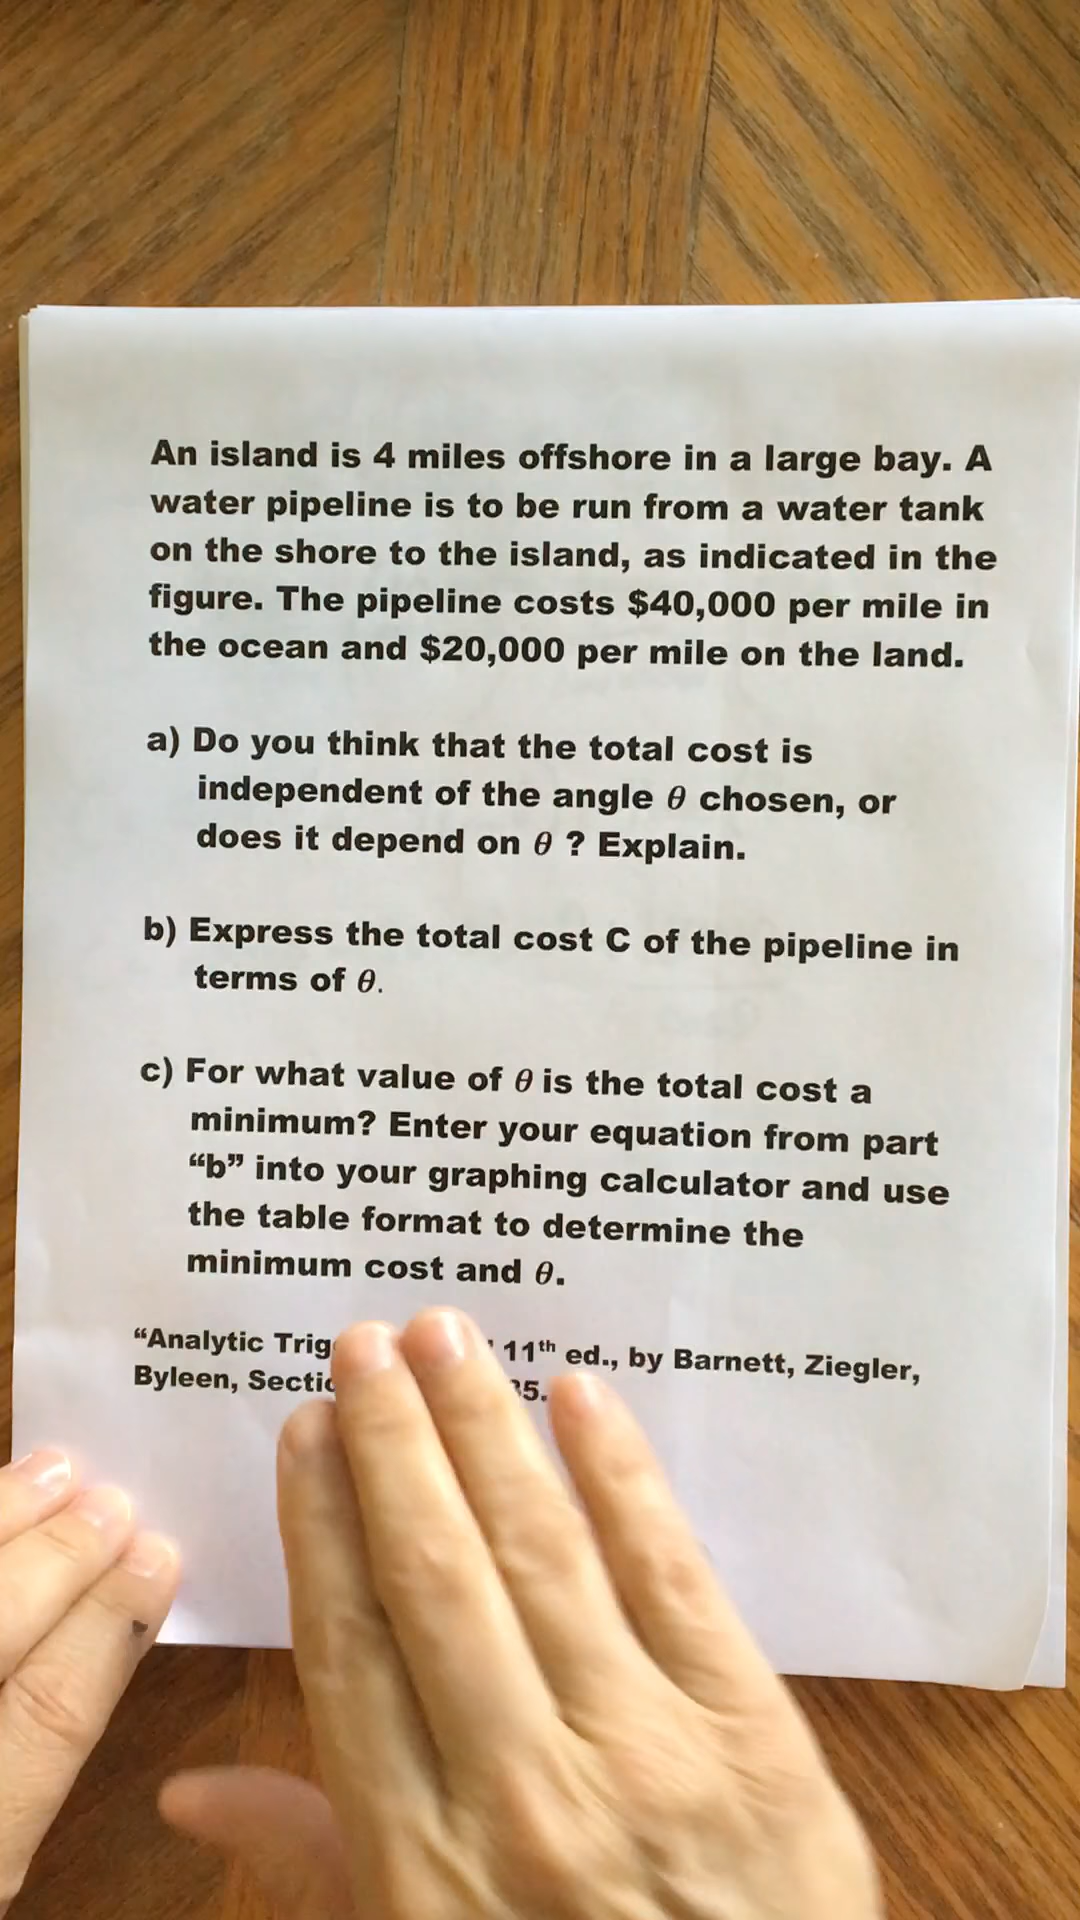 An island is 4 miles offshore in a large bay. A
water pipeline is to be run from a water tank
on the shore to the island, as indicated in the
figure. The pipeline costs $40,000 per mile in
the ocean and $20,000 per mile on the land.
a) Do you think that the total cost is
independent of the angle θ chosen, or
does it depend on θ ? Explain.
b) Express the total cost C of the pipeline in
terms of θ.
c) For what value of θ is the total cost a
minimum? Enter your equation from part
“b” into your graphing calculator and use
the table format to determine the
minimum cost and θ.
“Analytic 11th ed., by Barnett, Ziegler,
Byleen,